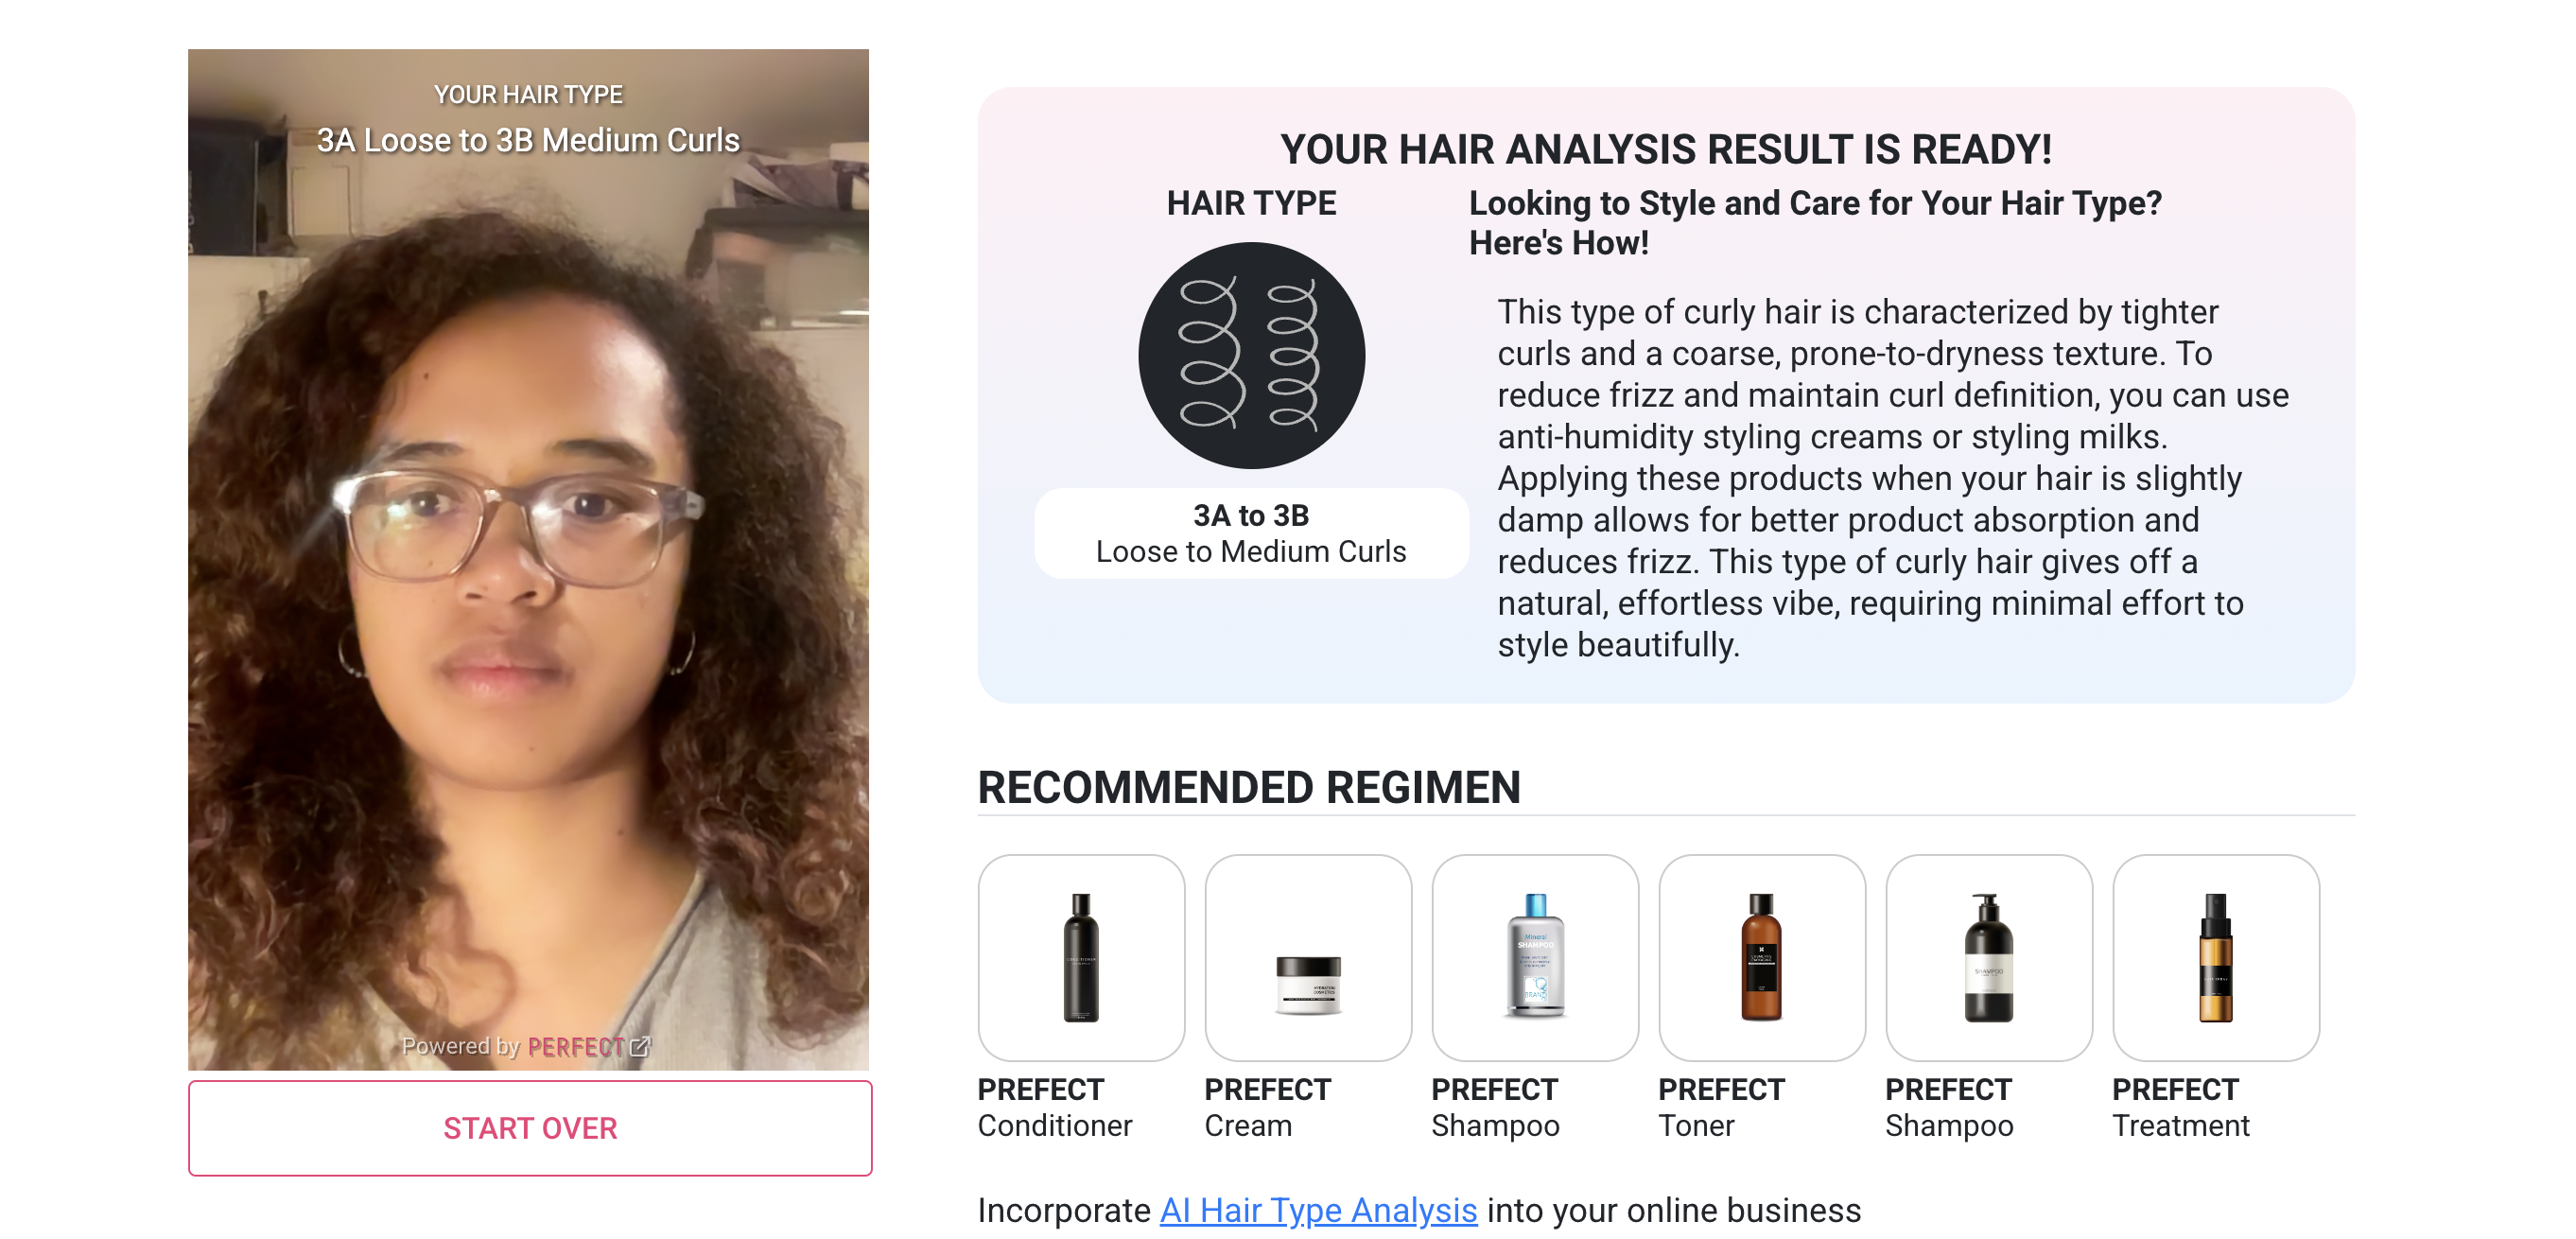 YOUR HAIR TYPE
3A Loose to 3B Medium Curls
Powered by PERFECT
START OVER
YOUR HAIR ANALYSIS RESULT IS READY!
HAIR TYPE
3A to 3B
Loose to Medium Curls
Looking to Style and Care for Your Hair Type?
Here's How!
This type of curly hair is characterized by tighter
curls and a coarse, prone-to-dryness texture. To
reduce frizz and maintain curl definition, you can use
anti-humidity styling creams or styling milks.
Applying these products when your hair is slightly
damp allows for better product absorption and
reduces frizz. This type of curly hair gives off a
natural, effortless vibe, requiring minimal effort to
style beautifully.
RECOMMENDED REGIMEN
CONDITIONER
Mineral
SHAMPOO
BRAND
SHAMPOO
PREFECT
Conditioner
PREFECT
Cream
PREFECT
Shampoo
PREFECT
Toner
PREFECT
Shampoo
PREFECT
Treatment
Incorporate AI Hair Type Analysis into your online business